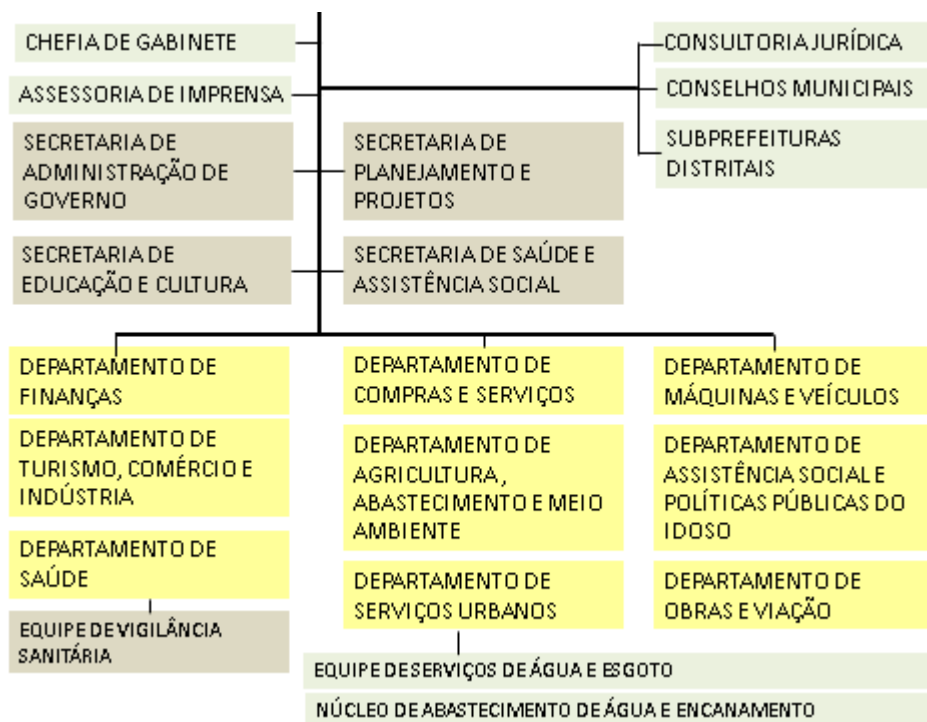 CHEFIA DE GABINETE
CONSULTORIA JURÍDICA
ASSESSORIA DE IMPRENSA
CONSELHOS MUNICIPAIS
SUBPREFEITURAS
DISTRITAIS
SECRETARIA DE
ADMINISTRAÇÃO DE
GOVERNO
SECRETARIA DE
PLANEJAMENTO E
PROJETOS
SECRETARIA DE
EDUCAÇÃO E CULTURA
SECRETARIA DE SAÚDE E
ASSISTÊNCIA SOCIAL
DEPARTAMENTO DE
FINANÇAS
DEPARTAMENTO DE
COMPRAS E SERVIÇOS
DEPARTAMENTO DE
MÁQUINAS E VEÍCULOS
DEPARTAMENTO DE
TURISMO, COMÉRCIO E
INDÚSTRIA
DEPARTAMENTO DE
AGRICULTURA,
ABASTECIMENTO E MEIO
AMBIENTE
DEPARTAMENTO DE
ASSISTÊNCIA SOCIAL E
POLÍTICAS PÚBLICAS DO
IDOSO
DEPARTAMENTO DE
SAÚDE
DEPARTAMENTO DE
SERVIÇOS URBANOS
DEPARTAMENTO DE
OBRAS E VIAÇÃO
EQUIPE DE VIGILÂNCIA
SANITÁRIA
EQUIPE DE SERVIÇOS DE ÁGUA E ESGOTO
NÚCLEO DE ABASTECIMENTO DE ÁGUA E ENCANAMENTO